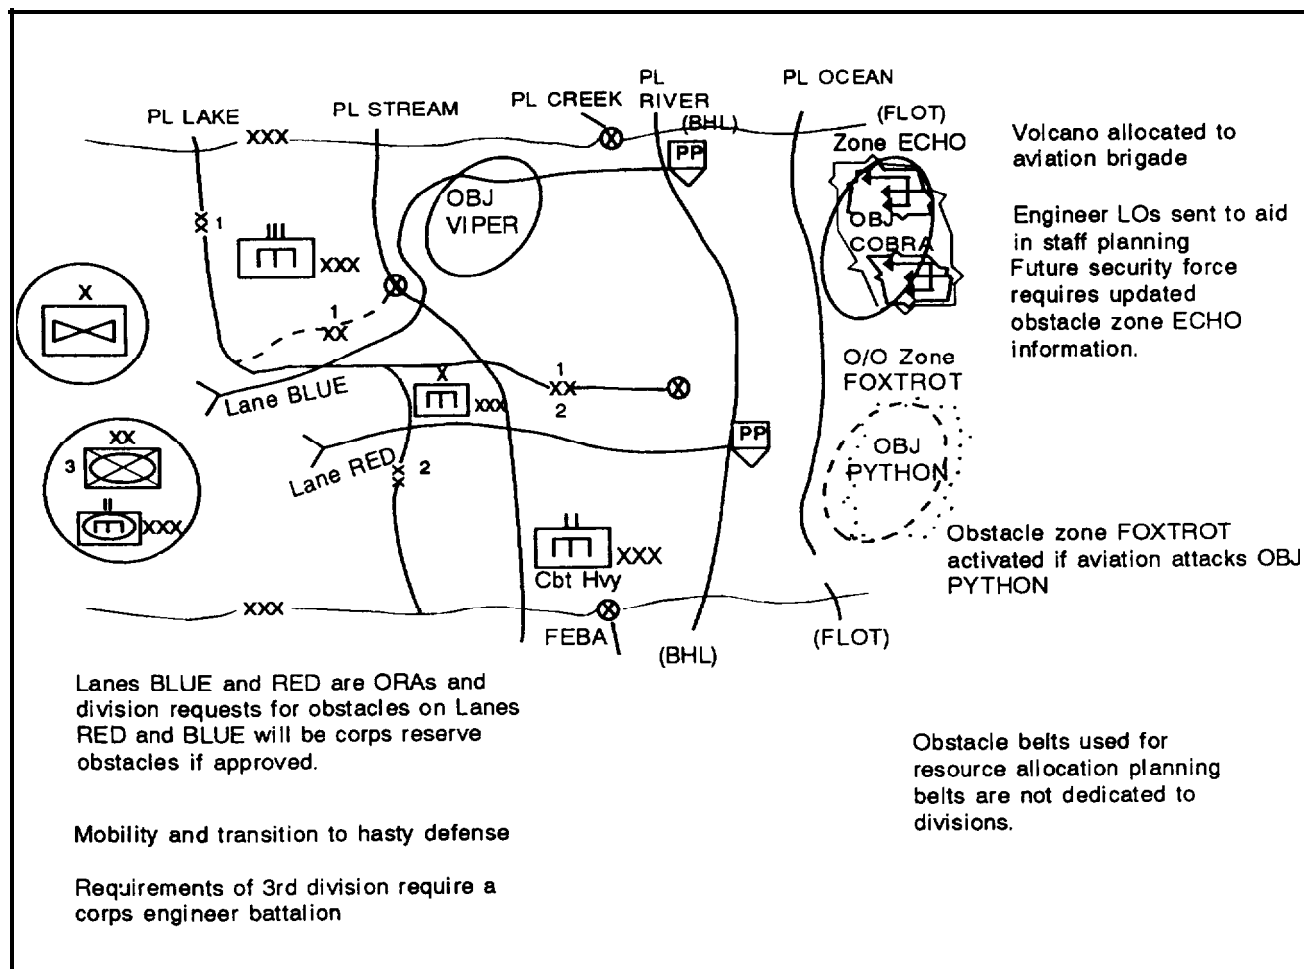 PL LAKE
PL STREAM
PL CREEK
PL
RIVER
(BHL)
PL OCEAN
(FLOT)
XXX
Zone ECHO
PP
OBJ
VIPER
OBJ
COBRA
XX 1
III
XXX
X
1
XX
Lane BLUE
X
XXX
1
XX
2
O/O Zone
FOXTROT
PP
OBJ
PYTHON
XX
3
II
XXX
Lane RED
XX 2
II
XXX
Cbt Hvy
XXX
FEBA
(BHL)
(FLOT)
Volcano allocated to
aviation brigade
Engineer LOs sent to aid
in staff planning
Future security force
requires updated
obstacle zone ECHO
information.
Obstacle zone FOXTROT
activated if aviation attacks OBJ
PYTHON
Lanes BLUE and RED are ORAs and
division requests for obstacles on Lanes
RED and BLUE will be corps reserve
obstacles if approved.
Mobility and transition to hasty defense
Requirements of 3rd division require a
corps engineer battalion
Obstacle belts used for
resource allocation planning
belts are not dedicated to
divisions.